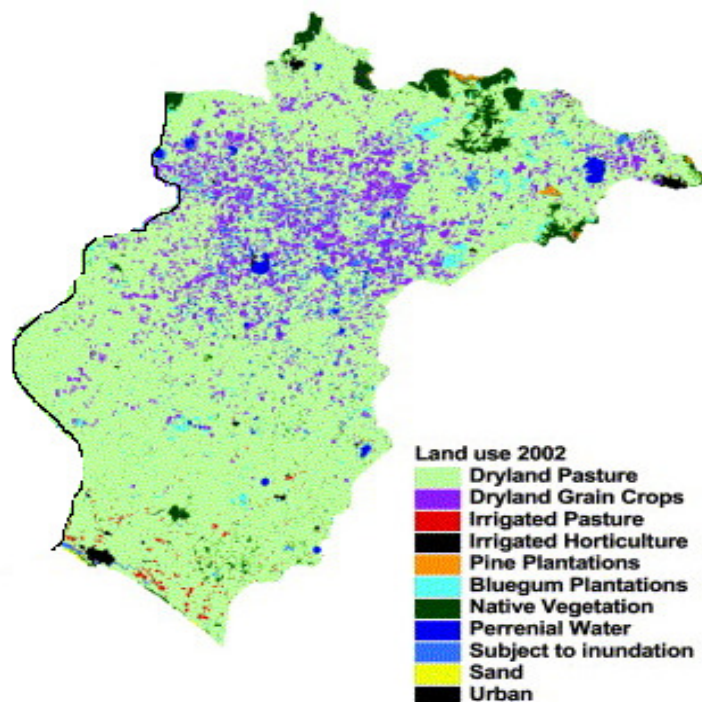 Land use 2002
Dryland Pasture
Dryland Grain Crops
Irrigated Pasture
Irrigated Horticulture
Pine Plantations
Bluegum Plantations
Native Vegetation
Perrenial Water
Subject to inundation
Sand
Urban